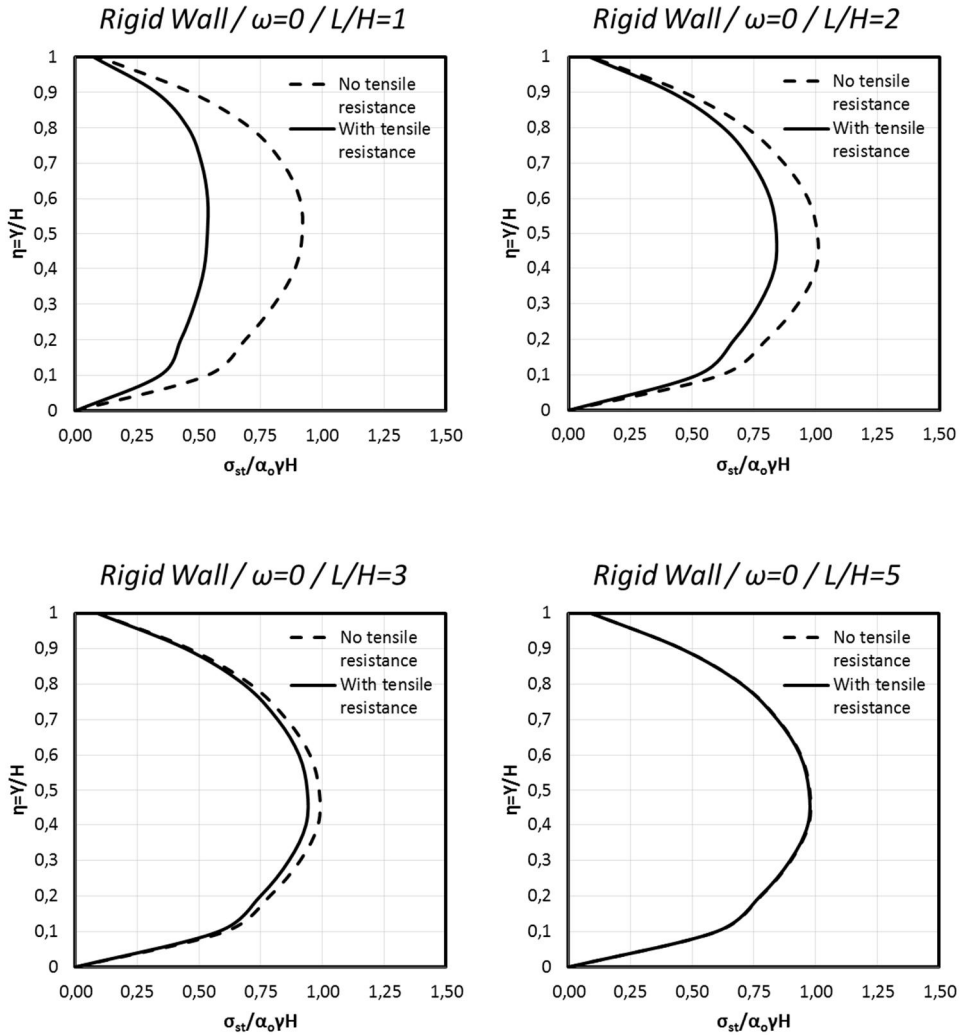 Rigid Wall / ω=0 / L/H=1
No tensile
resistance
With tensile
resistance
1
0,9
0,8
0,7
0,6
0,5
0,4
0,3
0,2
0,1
0
η=Y/H
0,00 0,25 0,50 0,75 1,00 1,25 1,50
σst/αoγH
Rigid Wall / ω=0 / L/H=2
No tensile
resistance
With tensile
resistance
1
0,9
0,8
0,7
0,6
0,5
0,4
0,3
0,2
0,1
0
η=Y/H
0,00 0,25 0,50 0,75 1,00 1,25 1,50
σst/αoγH
Rigid Wall / ω=0 / L/H=3
No tensile
resistance
With tensile
resistance
1
0,9
0,8
0,7
0,6
0,5
0,4
0,3
0,2
0,1
0
η=Y/H
0,00 0,25 0,50 0,75 1,00 1,25 1,50
σst/αoγH
Rigid Wall / ω=0 / L/H=5
No tensile
resistance
With tensile
resistance
1
0,9
0,8
0,7
0,6
0,5
0,4
0,3
0,2
0,1
0
η=Y/H
0,00 0,25 0,50 0,75 1,00 1,25 1,50
σst/αoγH